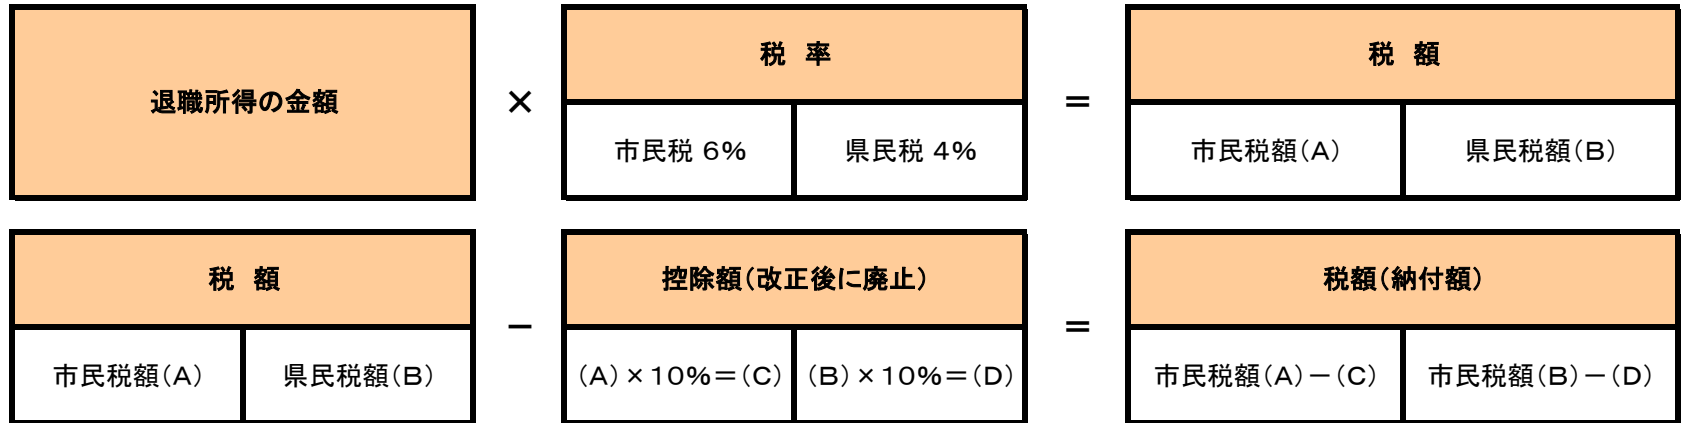 退職所得の金額
×
税　率
市民税 6%
県民税 4%
＝
税　額
市民税額（A）
県民税額（B）
税　額
市民税額（A）
県民税額（B）
－
控除額（改正後に廃止）
（A）×10%＝（C）
（B）×10%＝（D）
＝
税額（納付額）
市民税額（A）－（C）
市民税額（B）－（D）